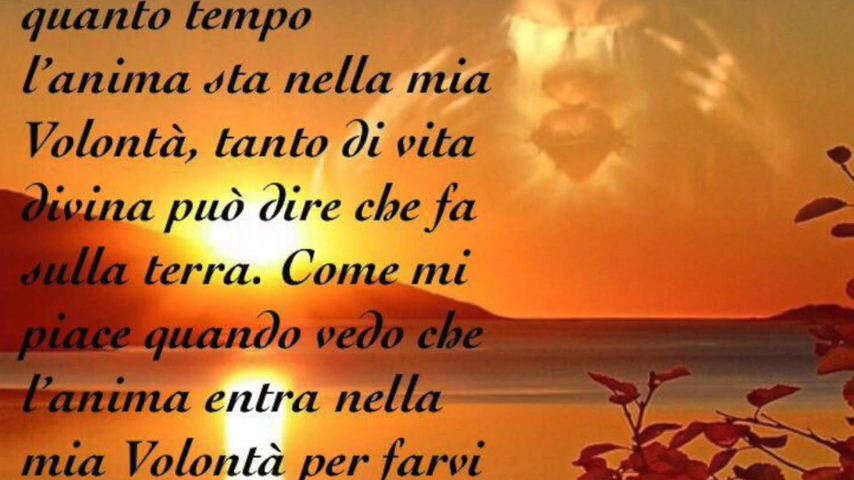 quanto tempo
l'anima sta nella mia
Volontà, tanto di vita
divina può dire che fa
sulla terra. Come mi
piace quando vedo che
l'anima entra nella
mia Volontà per farvi